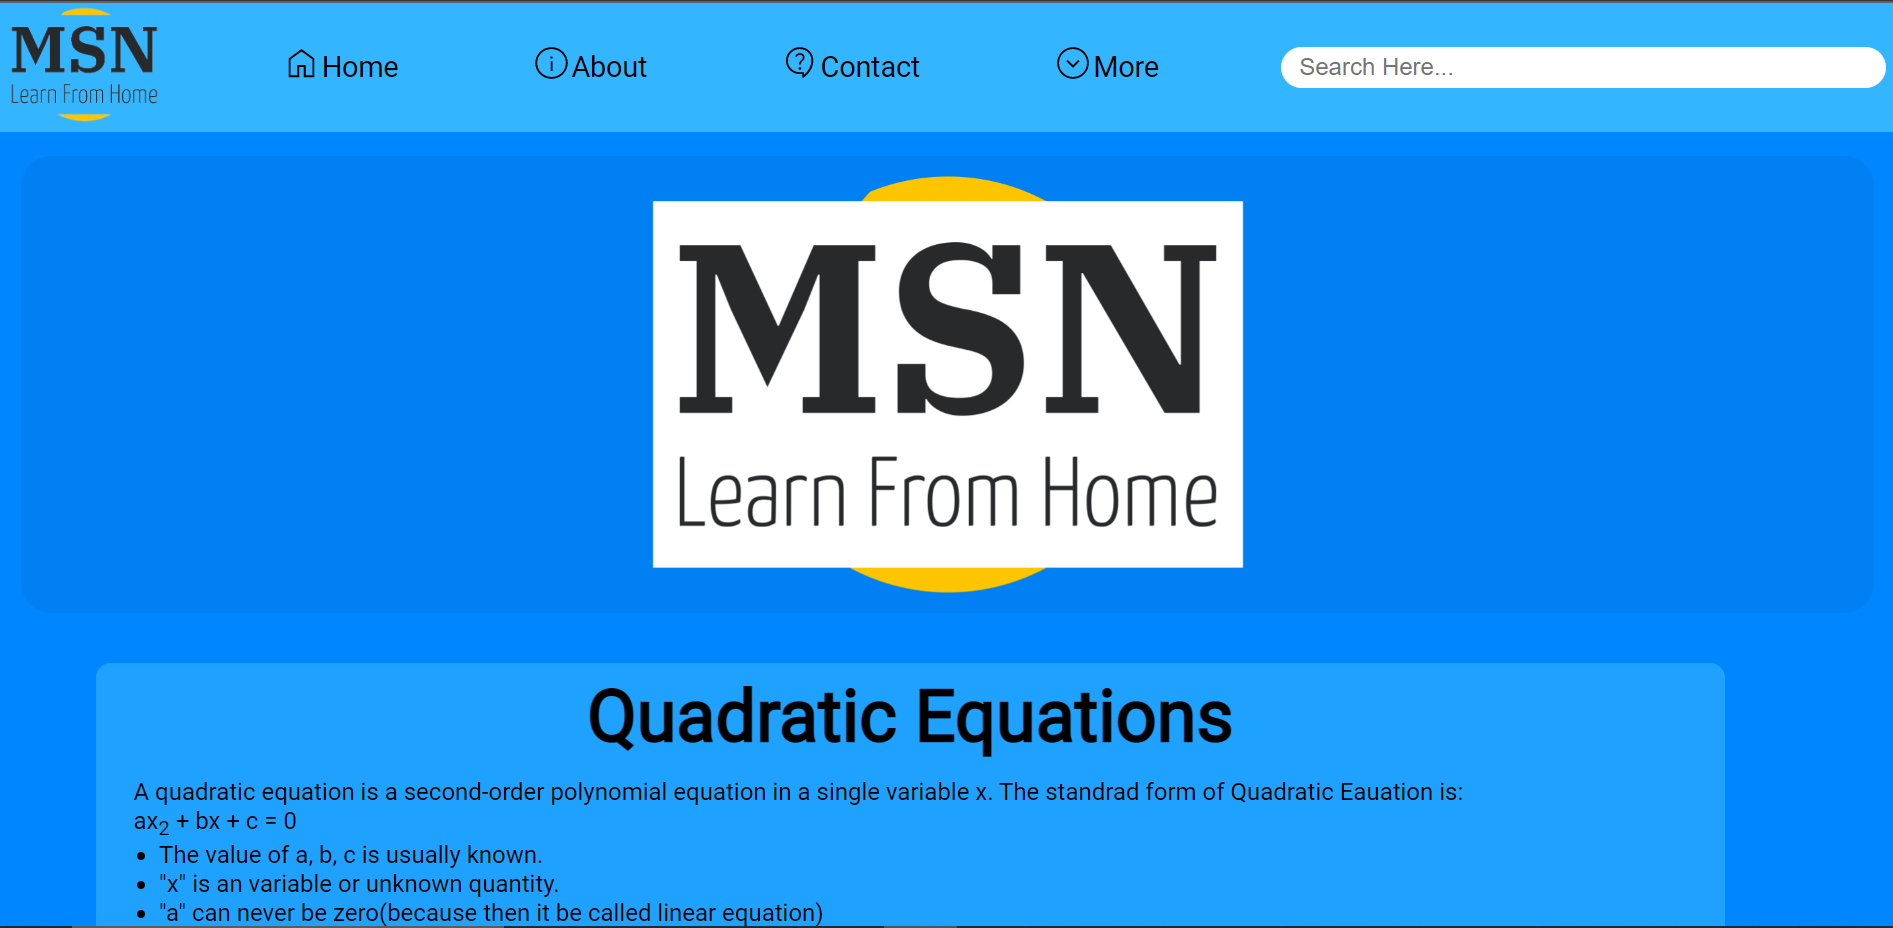 MSN
Learn From Home
Home
About
Contact
More
Search Here...
MSN
Learn From Home
Quadratic Equations
A quadratic equation is a second-order polynomial equation in a single variable x. The standrad form of Quadratic Eauation is:
ax₂ + bx + c = 0
• The value of a, b, c is usually known.
• "x" is an variable or unknown quantity.
• "a" can never be zero(because then it be called linear equation)